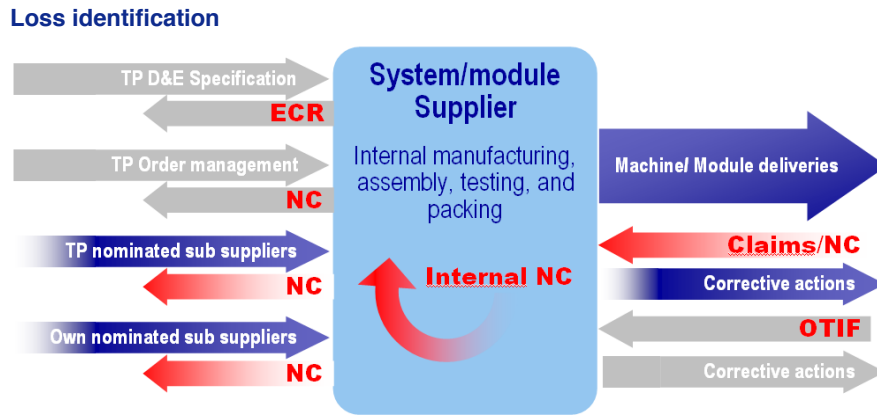 Loss identification
TP D&E Specification
ECR
TP Order management
NC
TP nominated sub suppliers
NC
Own nominated sub suppliers
NC
System/module
Supplier
Internal manufacturing,
assembly, testing, and
packing
Internal NC
Machine/ Module deliveries
Claims/NC
Corrective actions
OTIF
Corrective actions